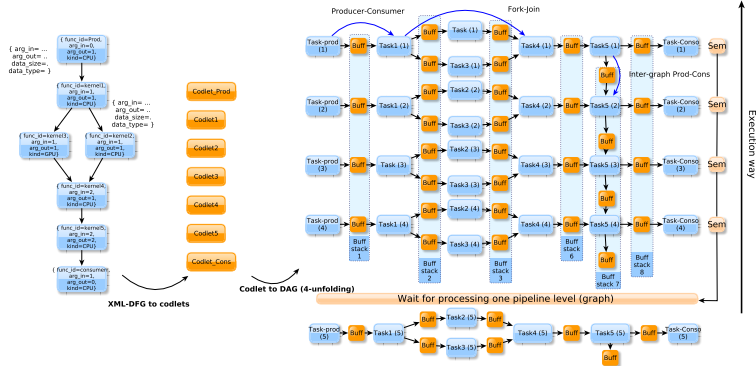 { func_id=Prod,
arg_in=0,
arg_out=1,
kind=CPU}
{ arg_in= ...
arg_out= ..
data_size=.
data_type= }
{ func_id=kernel1,
arg_in=1,
arg_out=1,
kind=CPU}
{ arg_in= ...
arg_out= ..
data_size=.
data_type= }
{ func_id=kernel3,
arg_in=1,
arg_out=1,
kind=GPU}
{ func_id=kernel2,
arg_in=1,
arg_out=1,
kind=CPU}
{ func_id=kernel4,
arg_in=2,
arg_out=1,
kind=CPU}
{ func_id=kernel5,
arg_in=2,
arg_out=2,
kind=CPU}
{ func_id=consumer,
arg_in=1,
arg_out=0,
kind=CPU}
XML-DFG to codlets
Codlet_Prod
Codlet1
Codlet2
Codlet3
Codlet4
Codlet5
Codlet_Cons
Codlet to DAG (4-unfolding)
Producer-Consumer
Fork-Join
Inter-graph Prod-Cons
Task-prod
(1)
Buff
Task1 (1)
Buff
Buff
Task (1)
Task3 (1)
Buff
Buff
Task4 (1)
Buff
Task5 (1)
Buff
Task-Conso
(1)
Sem
Buff
Task-prod
(2)
Buff
Task1 (2)
Buff
Buff
Task2 (2)
Task3 (2)
Buff
Buff
Task4 (2)
Buff
Task5 (2)
Buff
Task-Conso
(2)
Sem
Buff
Task-prod
(3)
Buff
Task (3)
Buff
Buff
Task2 (3)
Task3 (3)
Buff
Buff
Task4 (3)
Buff
Task5 (3)
Buff
Task-Conso
(3)
Sem
Buff
Task-prod
(4)
Buff
Task1 (4)
Buff
Buff
Task2 (4)
Task3 (4)
Buff
Buff
Task4 (4)
Buff
Task5 (4)
Buff
Task-Conso
(4)
Sem
Buff
Buff
stack
1
Buff
stack
2
Buff
stack
3
Buff
stack
6
Buff
stack 7
Buff
stack
8
Execution way
Wait for processing one pipeline level (graph)
Task-prod
(5)
Buff
Task1 (5)
Buff
Buff
Task2 (5)
Task3 (5)
Buff
Buff
Task4 (5)
Buff
Task5 (5)
Buff
Task-Conso
(5)
Buff